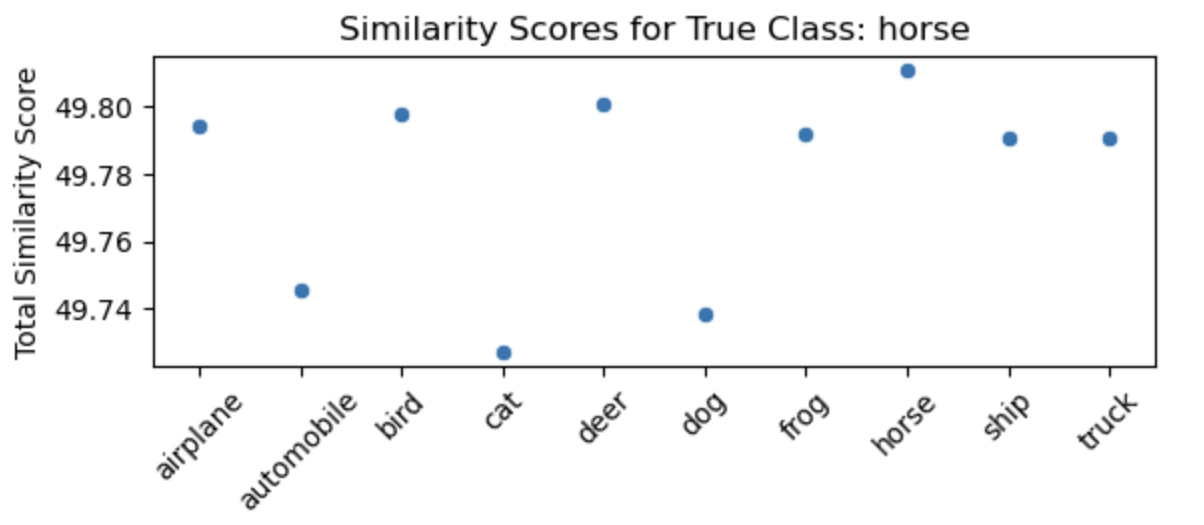 Similarity Scores for True Class: horse
Total Similarity Score
49.80
49.78
49.76
49.74
airplane
automobile
bird
cat
deer
dog
frog
horse
ship
truck